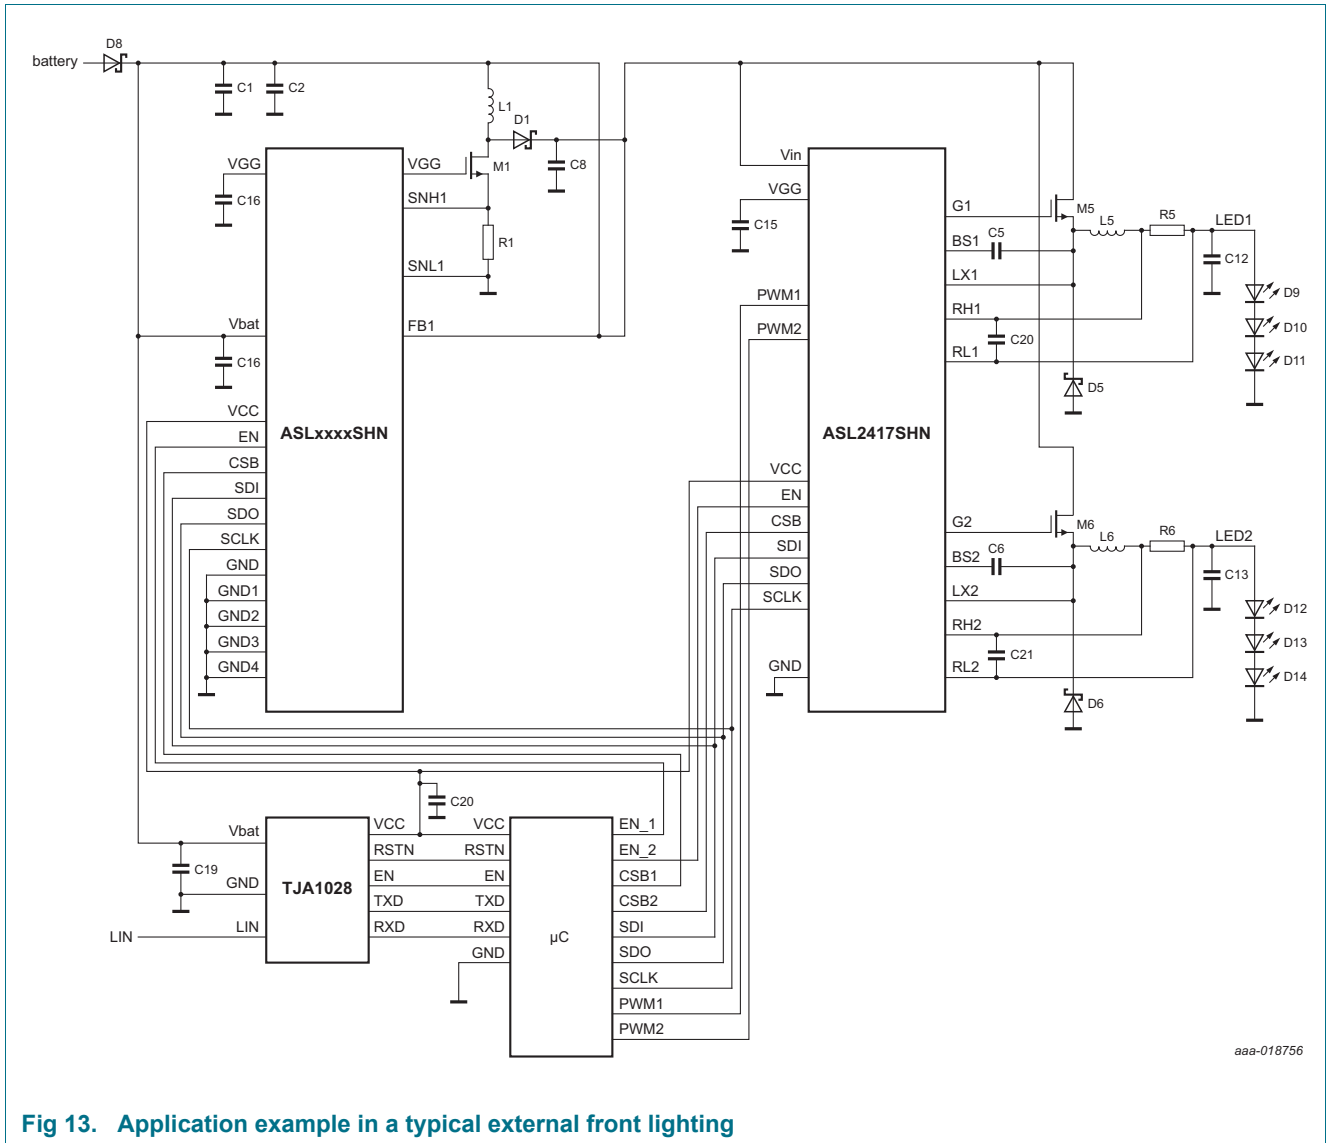 D8
battery
C1
C2
L1
D1
C8
VGG
VGG
M1
C16
SNH1
R1
SNL1
Vbat
FB1
C16
VCC
ASLxxxxSHN
EN
CSB
SDI
SDO
SCLK
GND
GND1
GND2
GND3
GND4
Vin
VGG
C15
PWM1
PWM2
ASL2417SHN
VCC
EN
CSB
SDI
SDO
SCLK
GND
G1
M5
BS1
C5
L5
R5
LED1
C12
LX1
RH1
C20
RL1
D9
D10
D11
D5
G2
M6
BS2
C6
L6
R6
LED2
C13
LX2
RH2
C21
RL2
D12
D13
D14
D6
C20
Vbat
C19
GND
LIN
LIN
TJA1028
VCC
RSTN
EN
TXD
RXD
VCC
RSTN
EN
TXD
RXD
GND
µC
EN_1
EN_2
CSB1
CSB2
SDI
SDO
SCLK
PWM1
PWM2
aaa-018756
Fig 13. Application example in a typical external front lighting